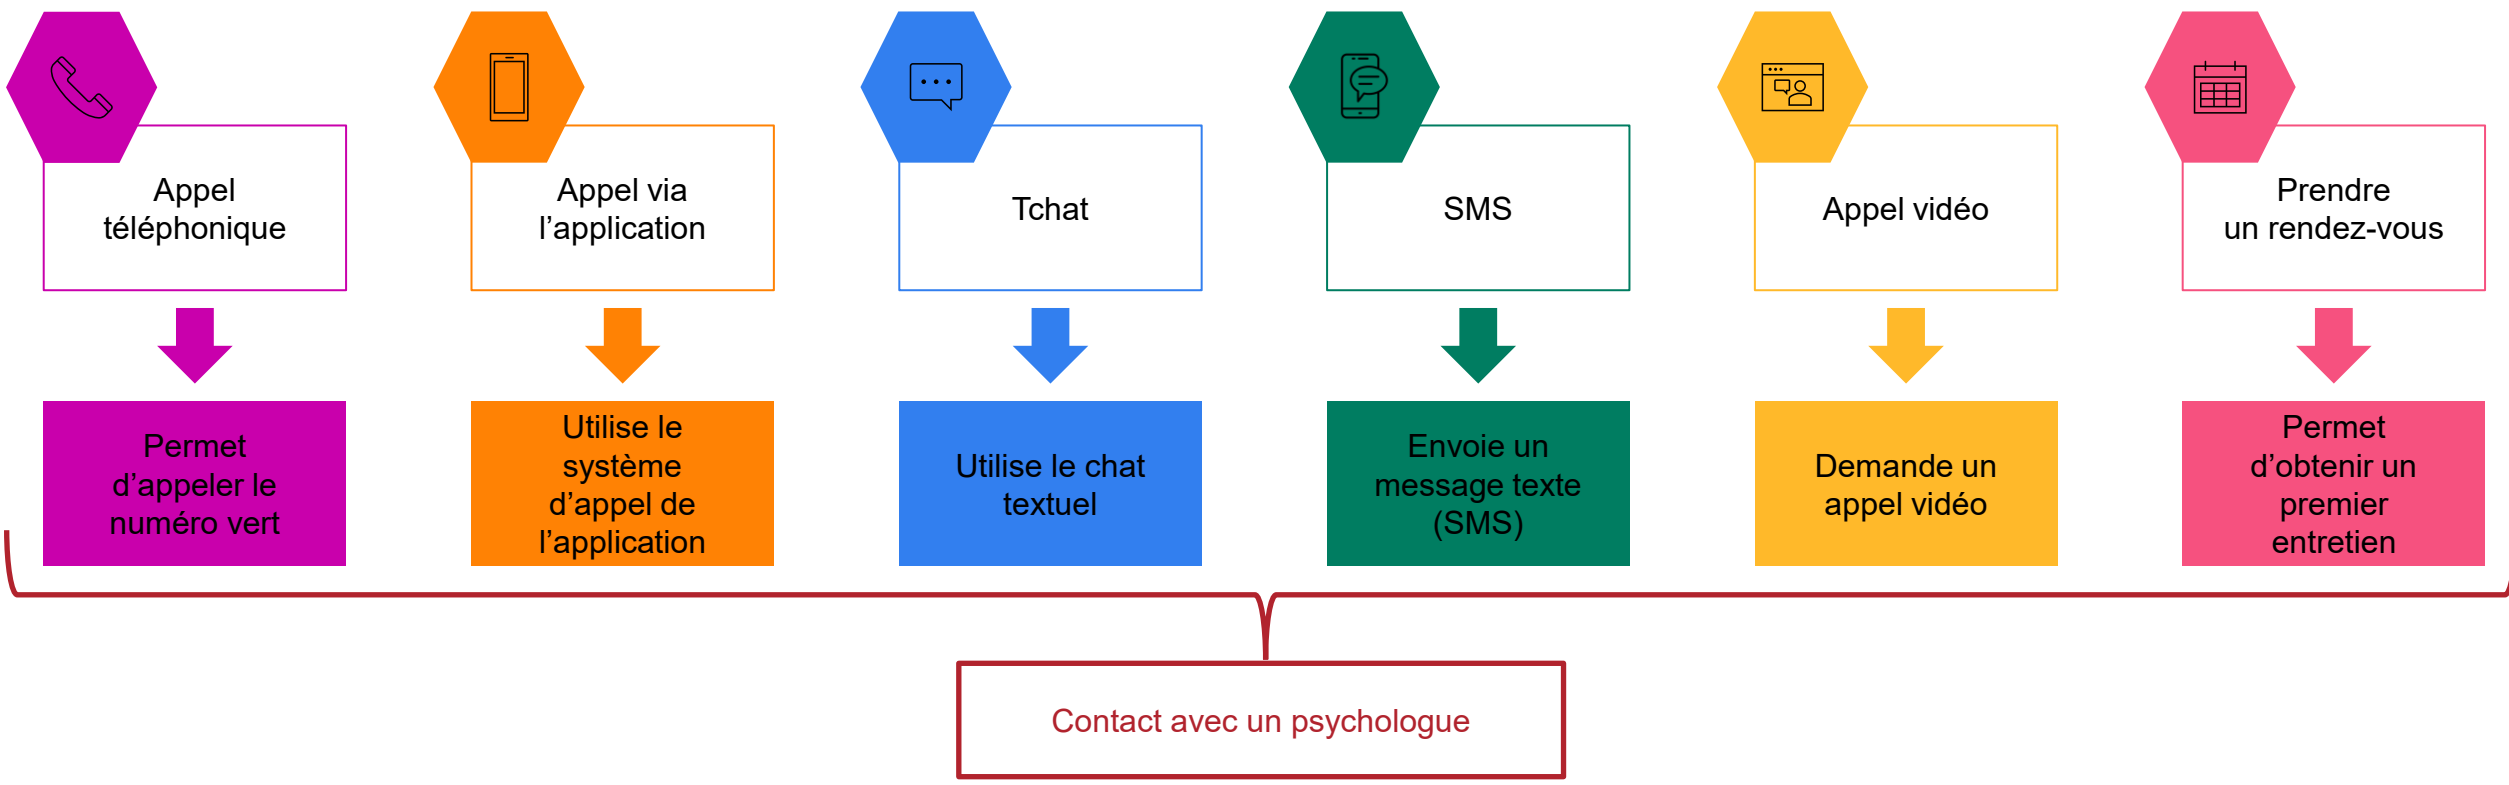 Appel
téléphonique
Appel via
l’application
Tchat
SMS
Appel vidéo
Prendre
un rendez-vous
Permet
d’appeler le
numéro vert
Utilise le
système
d’appel de
l’application
Utilise le chat
textuel
Envoie un
message texte
(SMS)
Demande un
appel vidéo
Permet
d’obtenir un
premier
entretien
Contact avec un psychologue